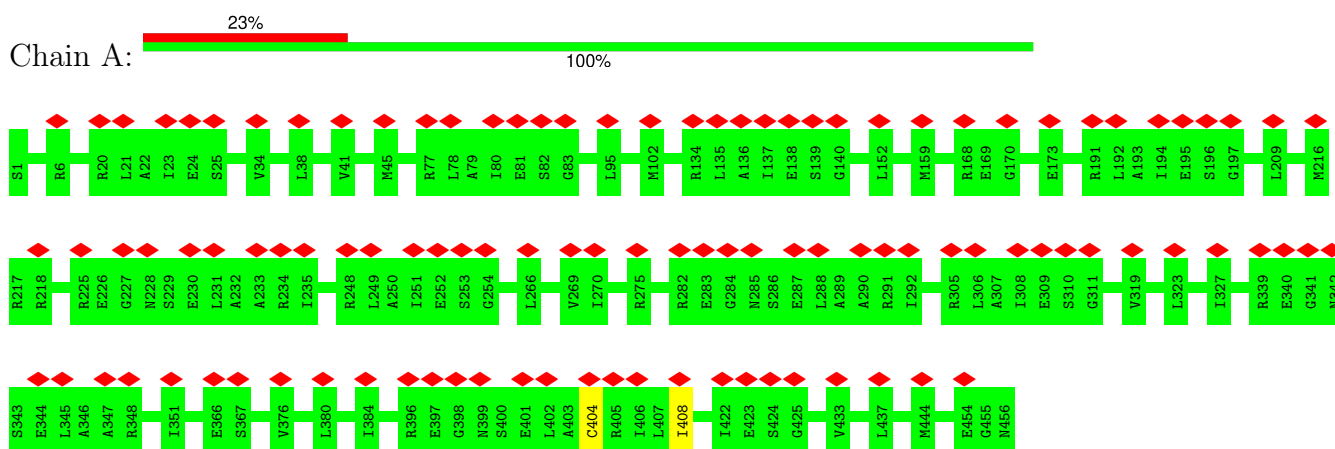 23%
Chain A:
100%
S1 R6 R20 L21 A22 I23 E24 S25 V34 L38 V41 M45 R77 L78 A79 I80 E81 S82 G83 L95 M102 R134 L135 A136 I137 E138 S139 G140 L152 M159 R168 E169 G170 E173 R191 L192 A193 I194 E195 S196 G197 L209 M216
R217 R218 R225 E226 G227 N228 S229 E230 L231 A232 A233 R234 I235 R248 L249 A250 I251 E252 S253 G254 L266 V269 I270 R275 R282 E283 G284 N285 S286 E287 L288 A289 A290 R291 I292 R305 L306 A307 I308 E309 S310 G311 V319 L323 I327 R339 E340 G341 N342
S343 E344 L345 A346 A347 R348 I351 E366 S367 V376 L380 I384 R396 E397 G398 N399 S400 E401 L402 A403 C404 R405 I406 L407 I408 I422 E423 S424 G425 V433 L437 M444 E454 G455 N456